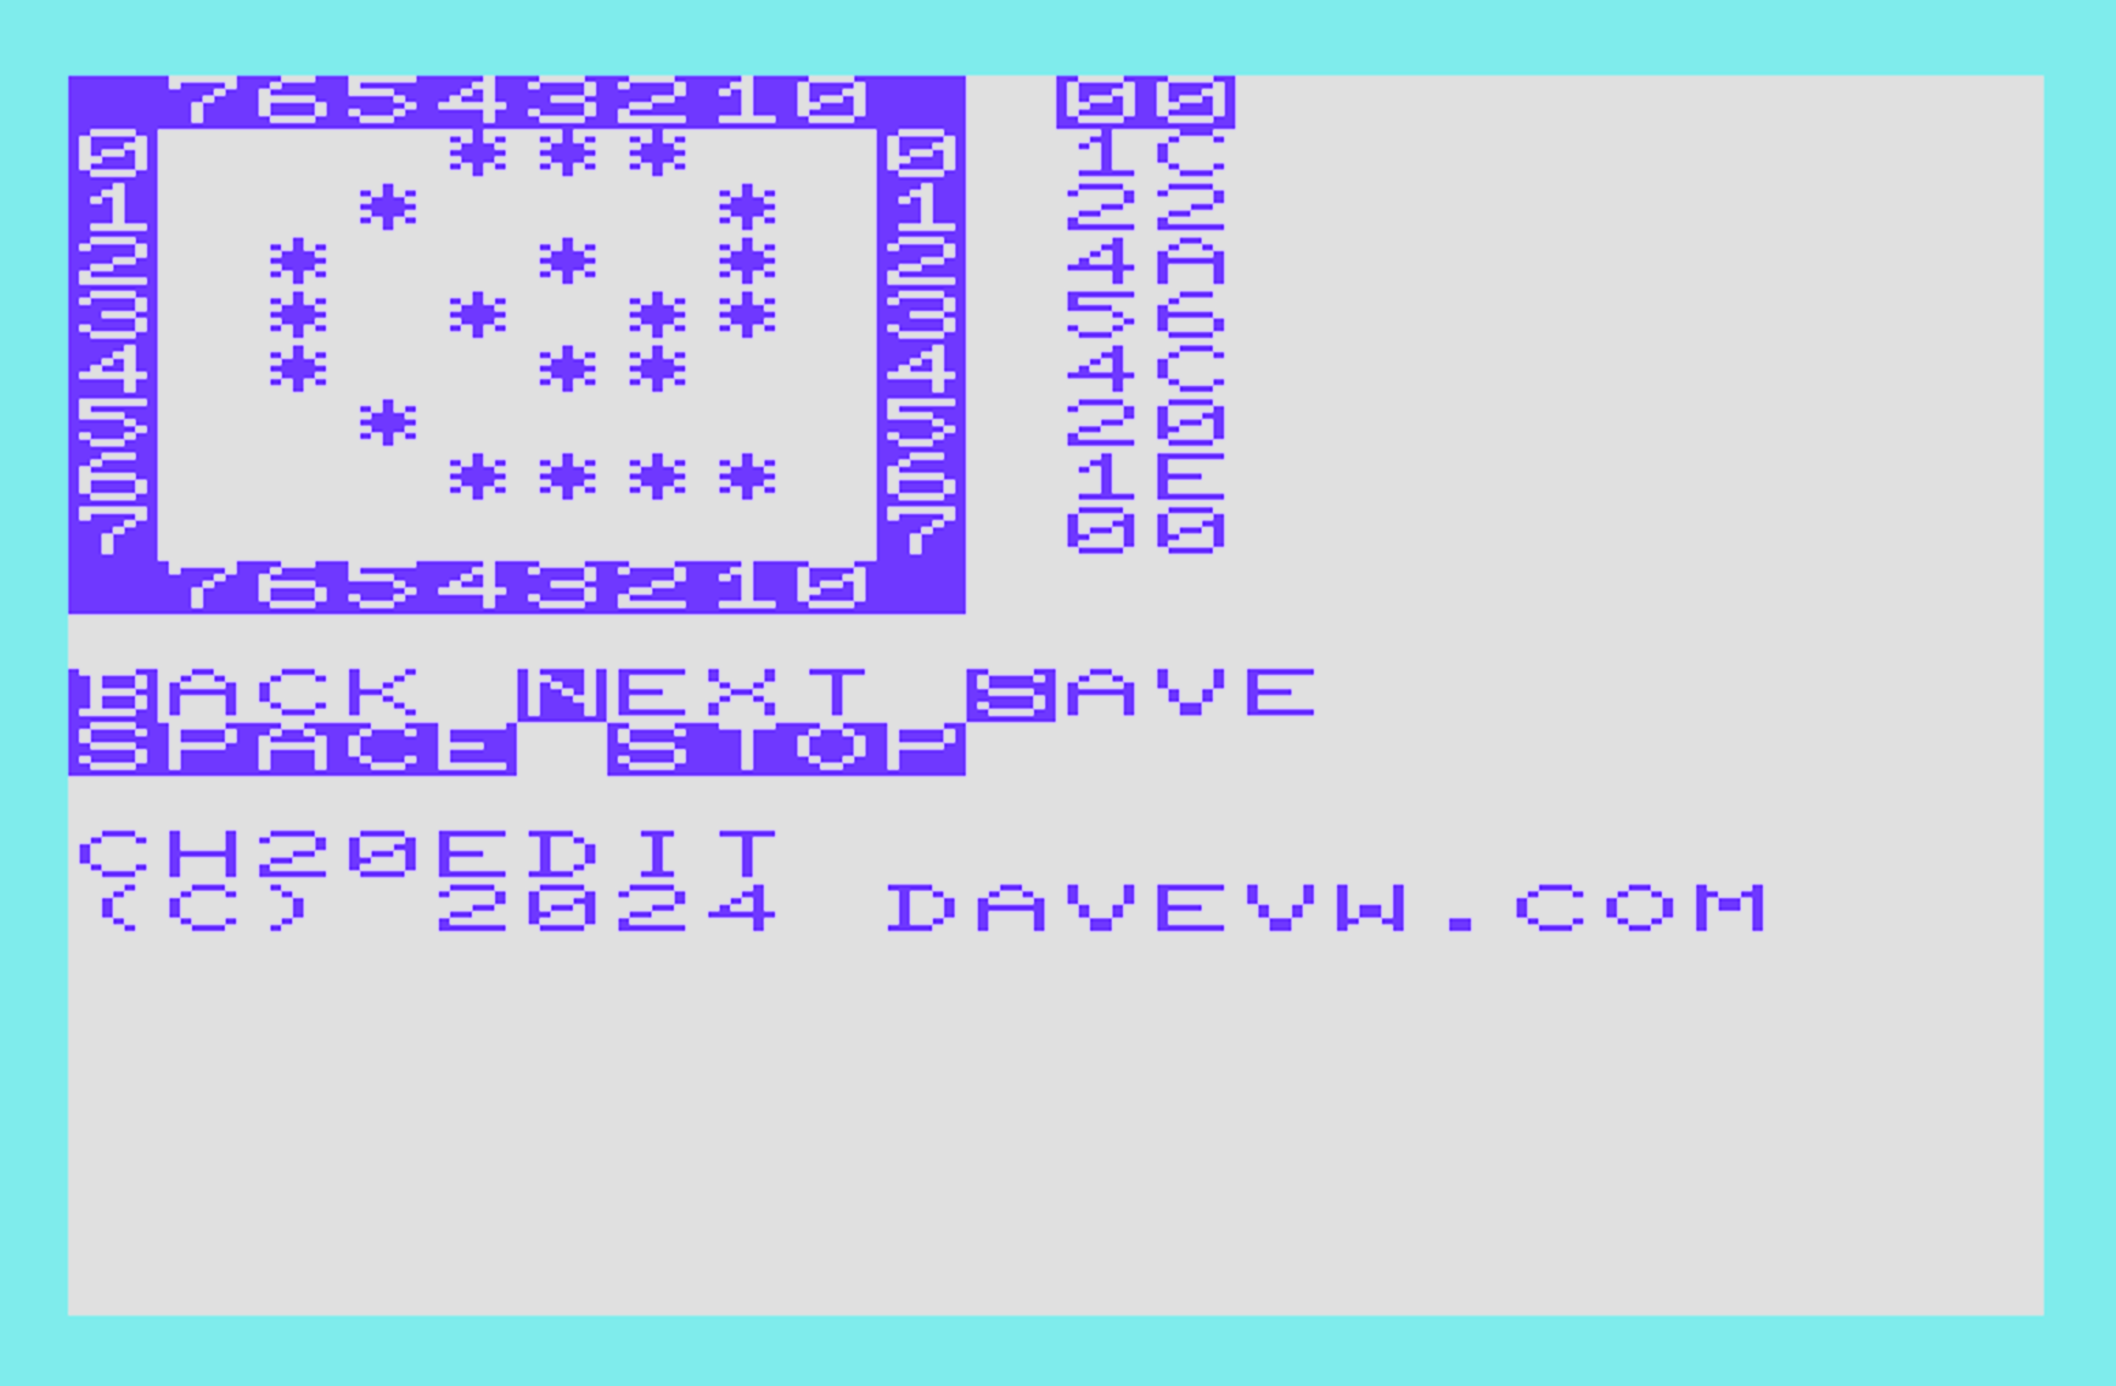 76543210  00
0   ***  0 1C
1  *   * 1 22
2 *  * * 2 4A
3 * * ** 3 56
4 *  **  4 4C
5  *     5 20
6   **** 6 1E
7        7 00
 76543210
BACK NEXT SAVE
SPACE STOP
CH20EDIT
(C) 2024 DAVEVW.COM